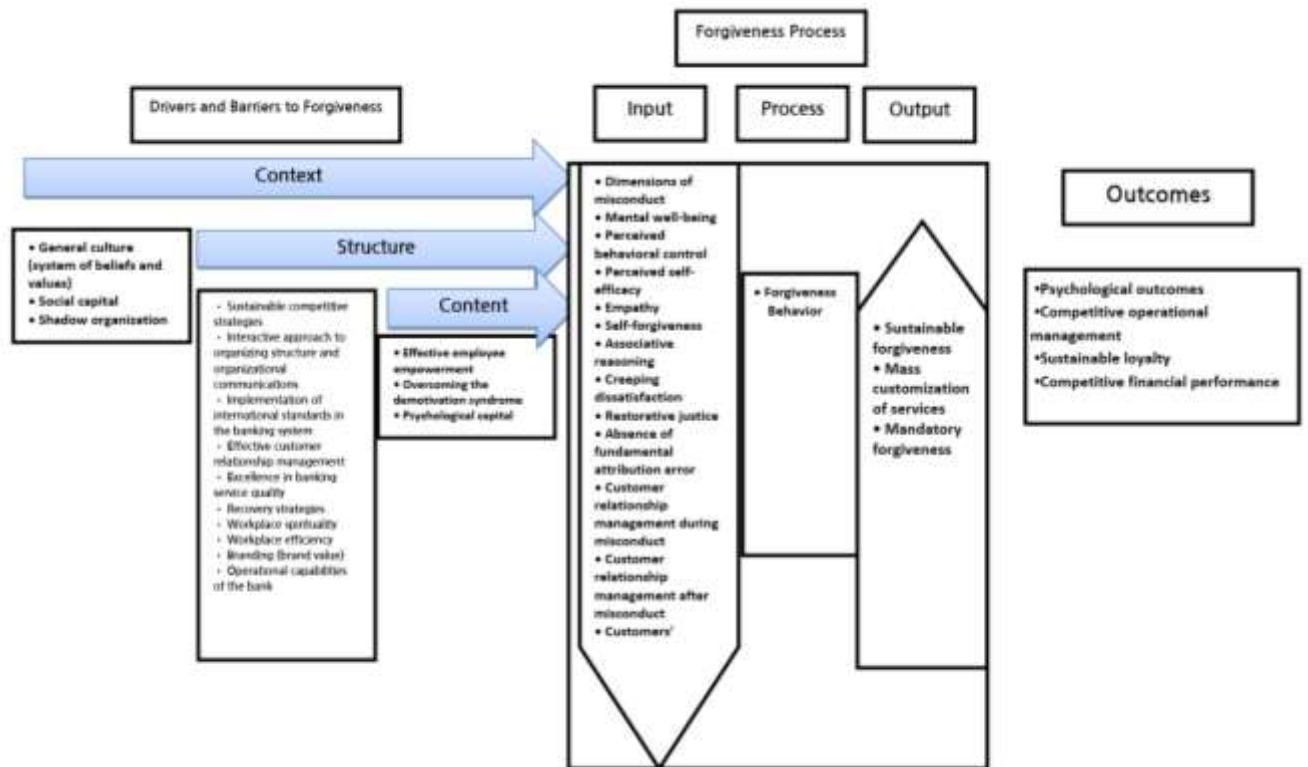 Forgiveness Process
Drivers and Barriers to Forgiveness
Input
Process
Output
Context
Structure
Content
• General culture
(system of beliefs and
values)
• Social capital
• Shadow organization
- Sustainable competitive
strategies
- Interactive approach to
organizing structure and
organizational
communications
- Implementation of
international standards in
the banking system
- Effective customer
relationship management
- Excellence in banking
service quality
- Recovery strategies
- Workplace spirituality
- Workplace efficiency
- Branding (brand value)
- Operational capabilities
of the bank
• Effective employee
empowerment
• Overcoming the
demotivation syndrome
• Psychological capital
• Dimensions of
misconduct
• Mental well-being
• Perceived
behavioral control
• Perceived self-
efficacy
• Empathy
• Self-forgiveness
• Associative
reasoning
• Creeping
dissatisfaction
• Restorative justice
• Absence of
fundamental
attribution error
• Customer
relationship
management during
misconduct
• Customer
relationship
management after
misconduct
• Customers'
• Forgiveness
Behavior
• Sustainable
forgiveness
• Mass
customization
of services
• Mandatory
forgiveness
Outcomes
•Psychological outcomes
•Competitive operational
management
•Sustainable loyalty
•Competitive financial performance